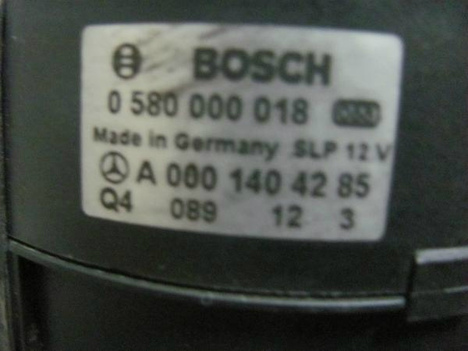 BOSCH
0 580 000 018
Made in Germany SLP 12 V
A 000 140 42 85
Q4 089 12 3